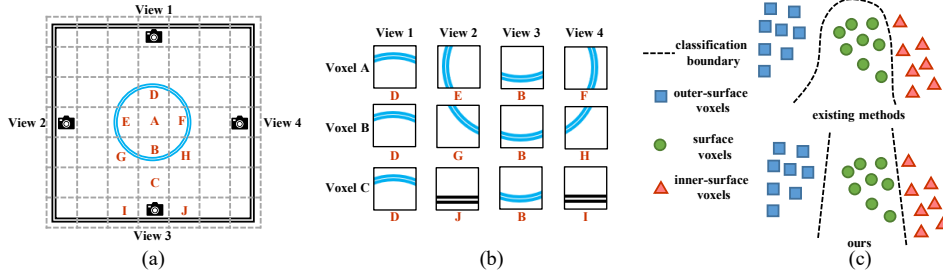 View 1
D
E A F
View 2
View 4
B
G H
C
I J
View 3
(a)
View 1 View 2 View 3 View 4
Voxel A
D E B F
Voxel B
D G B H
Voxel C
D J B I
(b)
classification
boundary
outer-surface
voxels
surface
voxels
inner-surface
voxels
existing methods
ours
(c)